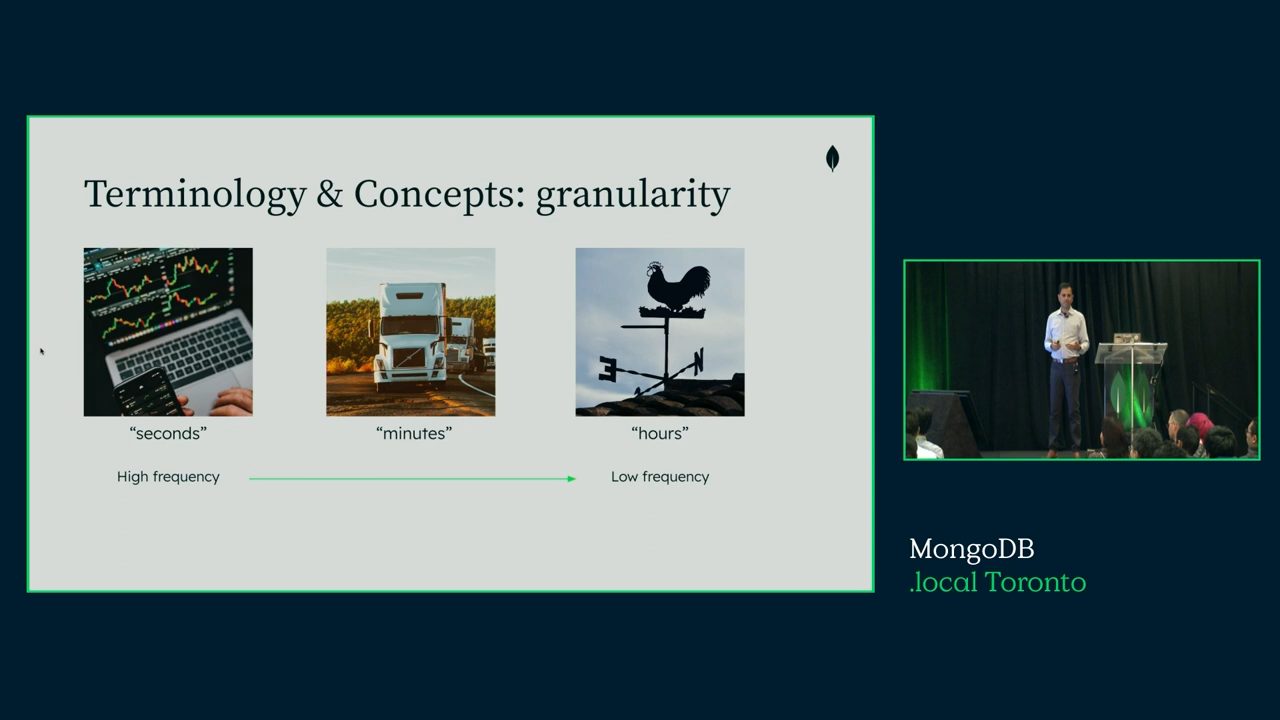 Terminology & Concepts: granularity
E
N
“seconds”
“minutes”
“hours”
High frequency
Low frequency
MongoDB
.local Toronto